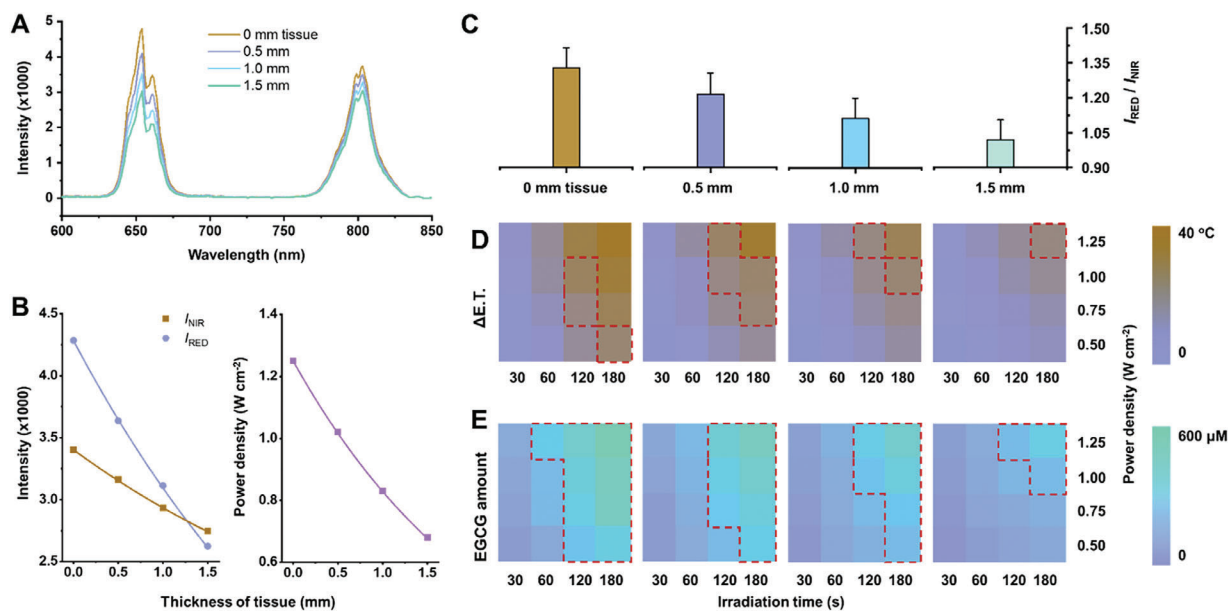 A
5
4
3
2
1
0
Intensity (x1000)
0 mm tissue
0.5 mm
1.0 mm
1.5 mm
600 650 700 750 800 850
Wavelength (nm)
B
I NIR
I RED
4.5
4.0
3.5
3.0
2.5
Intensity (x1000)
0.0 0.5 1.0 1.5
1.4
1.2
1.0
0.8
0.6
Power density (W cm⁻²)
0.0 0.5 1.0 1.5
Thickness of tissue (mm)
C
1.50
1.35
1.20
1.05
0.90
I RED / I NIR
0 mm tissue 0.5 mm 1.0 mm 1.5 mm
D
ΔE.T.
1.25
1.00
0.75
0.50
30 60 120 180 30 60 120 180 30 60 120 180 30 60 120 180
40 °C
0
Power density (W cm⁻²)
E
EGCG amount
1.25
1.00
0.75
0.50
30 60 120 180 30 60 120 180 30 60 120 180 30 60 120 180
Irradiation time (s)
600 µM
0